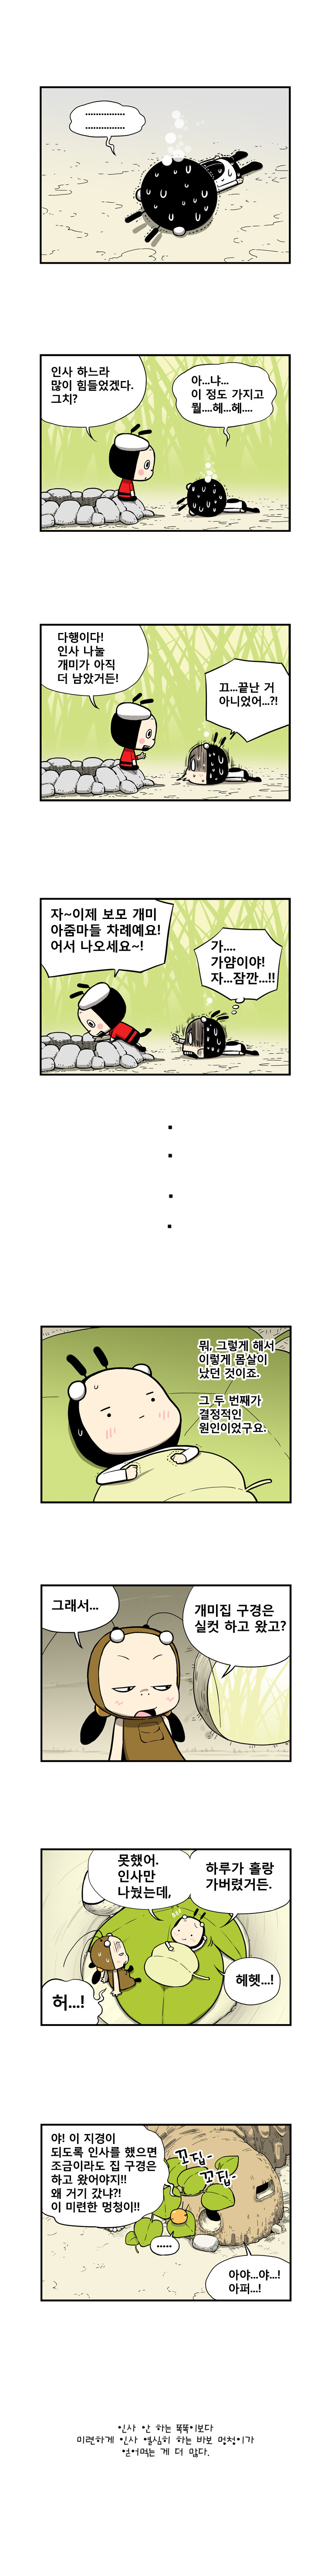 ...............
...............
인사 하느라
많이 힘들었겠다.
그치?
아...냐...
이 정도 가지고
뭘....헤...헤....
다행이다!
인사 나눌
개미가 아직
더 남았거든!
끄...끝난 거
아니었어...?!
자~이제 보모 개미
아줌마들 차례예요!
어서 나오세요~!
가....
가얌이야!
자...잠깐...!!
뭐, 그렇게 해서
이렇게 몸살이
났던 것이죠.
그 두 번째가
결정적인
원인이었구요.
그래서...
개미집 구경은
실컷 하고 왔고?
못했어.
인사만
나눴는데,
하루가 홀랑
가버렸거든.
헤헷...!
허...!
야! 이 지경이
되도록 인사를 했으면
조금이라도 집 구경은
하고 왔어야지!!
왜 거기 갔냐?!
이 미련한 멍청이!!
꼬집~
꼬집~
.....
아야...야...!
아퍼...!
인사 안 하는 똑똑이보다
미련하게 인사 열심히 하는 바보 멍청이가
얻어먹는 게 더 많다.